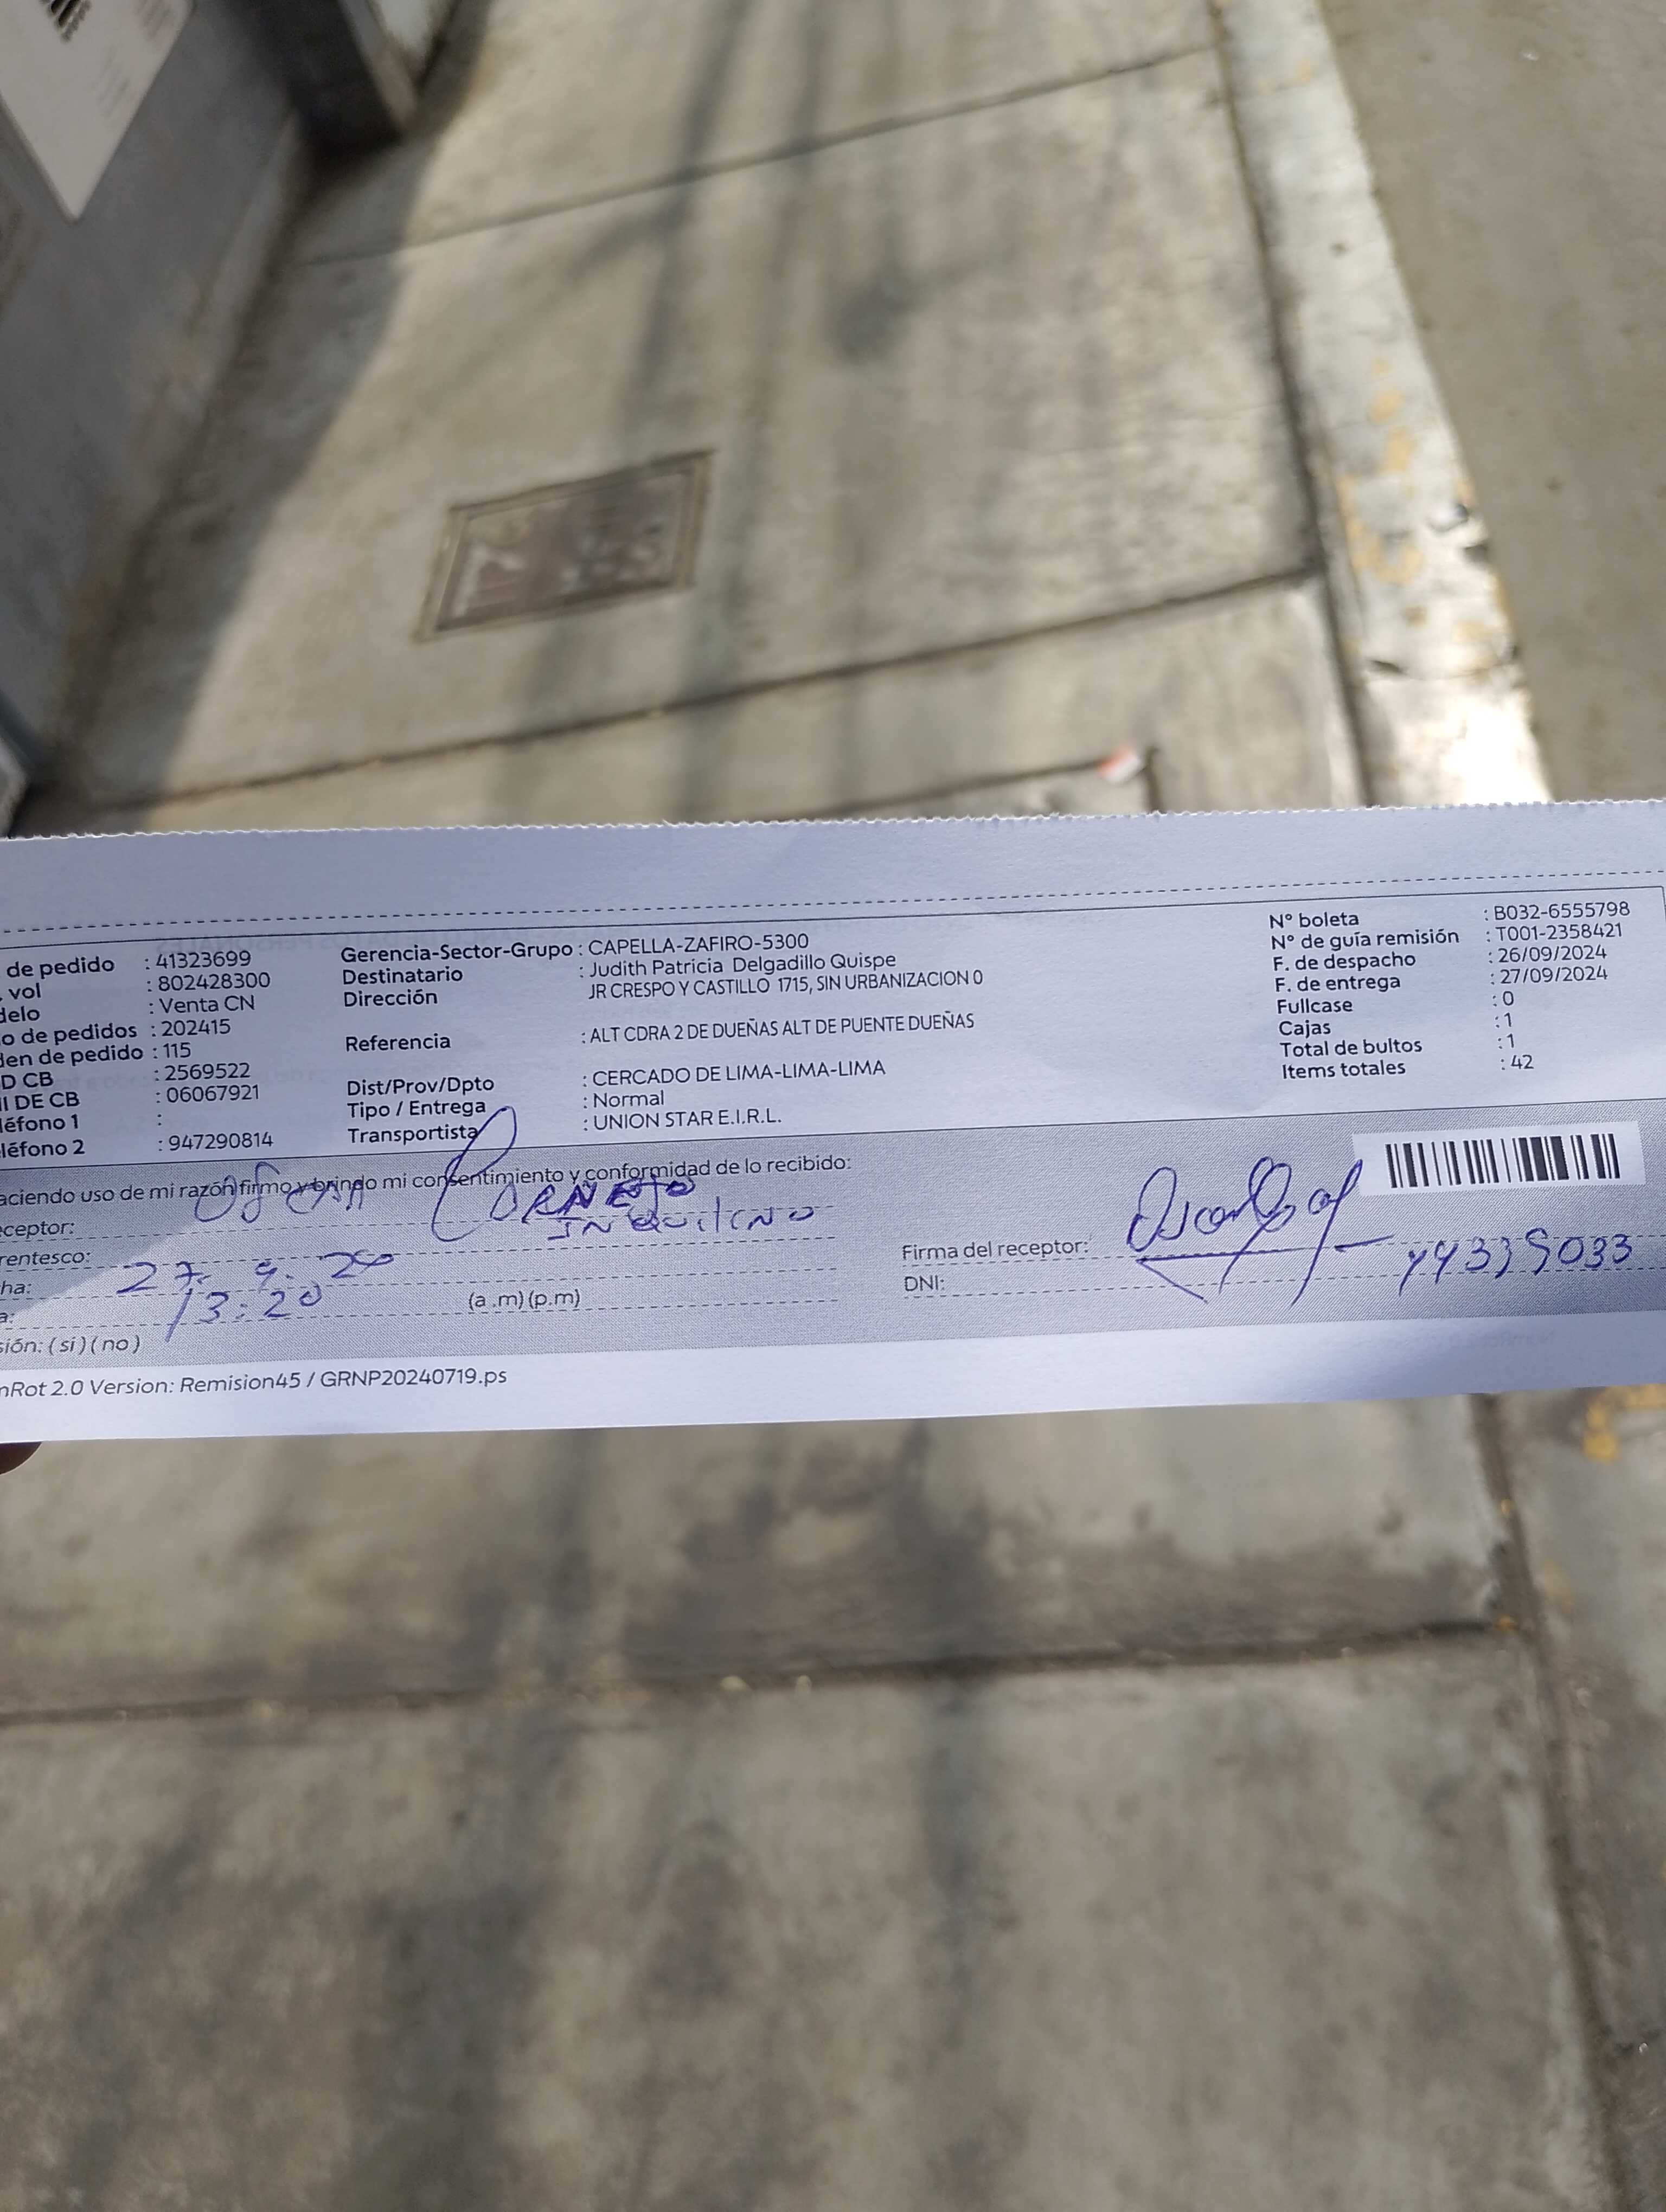 de pedido : 41323699
vol : 802428300
delo : Venta CN
o de pedidos : 202415
den de pedido : 115
D CB : 2569522
II DE CB : 06067921
léfono 1 :
léfono 2 : 947290814
Gerencia-Sector-Grupo : CAPELLA-ZAFIRO-5300
Destinatario : Judith Patricia Delgadillo Quispe
Dirección JR CRESPO Y CASTILLO 1715, SIN URBANIZACION 0
Referencia : ALT CDRA 2 DE DUEÑAS ALT DE PUENTE DUEÑAS
Dist/Prov/Dpto : CERCADO DE LIMA-LIMA-LIMA
Tipo / Entrega : Normal
Transportista : UNION STAR E.I.R.L.
N° boleta : B032-6555798
N° de guía remisión : T001-2358421
F. de despacho : 26/09/2024
F. de entrega : 27/09/2024
Fullcase : 0
Cajas : 1
Total de bultos : 1
Items totales : 42
aciendo uso de mi razón firmo y brindo mi consentimiento y conformidad de lo recibido:
ceptor: OSCAR CORNEJO
rentesco: INQUILINO
ha: 27. 9. 20
a: 13:20 (a .m) (p.m)
sión: (si) (no)
Firma del receptor:
DNI: 44339033
nRot 2.0 Version: Remision45 / GRNP20240719.ps